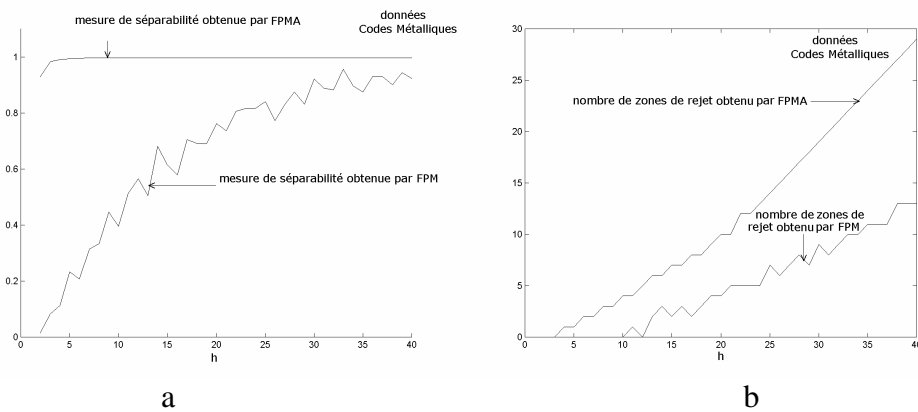 mesure de séparabilité obtenue par FPMA
données
Codes Métalliques
1
0.8
0.6
0.4
0.2
0
mesure de séparabilité obtenue par FPM
0 5 10 15 20 25 30 35 40
h
a
30
25
20
15
10
5
0
données
Codes Métalliques
nombre de zones de rejet obtenu par FPMA
nombre de zones de
rejet obtenu par FPM
0 5 10 15 20 25 30 35 40
h
b